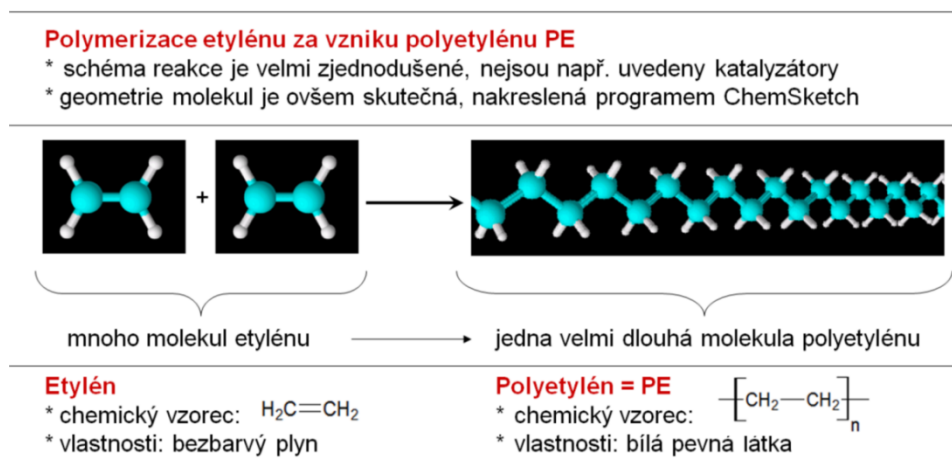 Polymerizace etylénu za vzniku polyetylénu PE
* schéma reakce je velmi zjednodušené, nejsou např. uvedeny katalyzátory
* geometrie molekul je ovšem skutečná, nakreslená programem ChemSketch
+
mnoho molekul etylénu
jedna velmi dlouhá molekula polyetylénu
Etylén
* chemický vzorec: H₂C=CH₂
* vlastnosti: bezbarvý plyn
Polyetylén = PE
* chemický vzorec: -[CH₂-CH₂]-n
* vlastnosti: bílá pevná látka